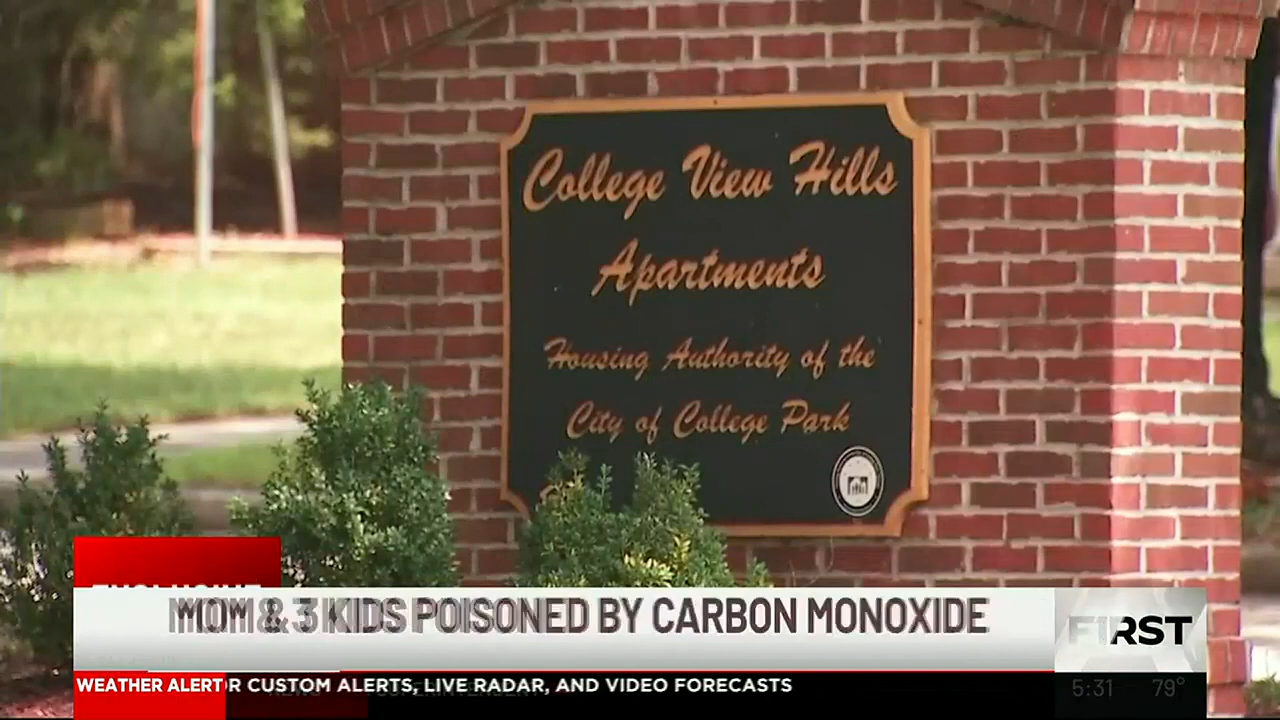 College View Hills
Apartments
Housing Authority of the
City of College Park
EXCLUSIVE
MOM & 3 KIDS POISONED BY CARBON MONOXIDE
FIRST
WEATHER ALERT R CUSTOM ALERTS, LIVE RADAR, AND VIDEO FORECASTS
5:31 79°